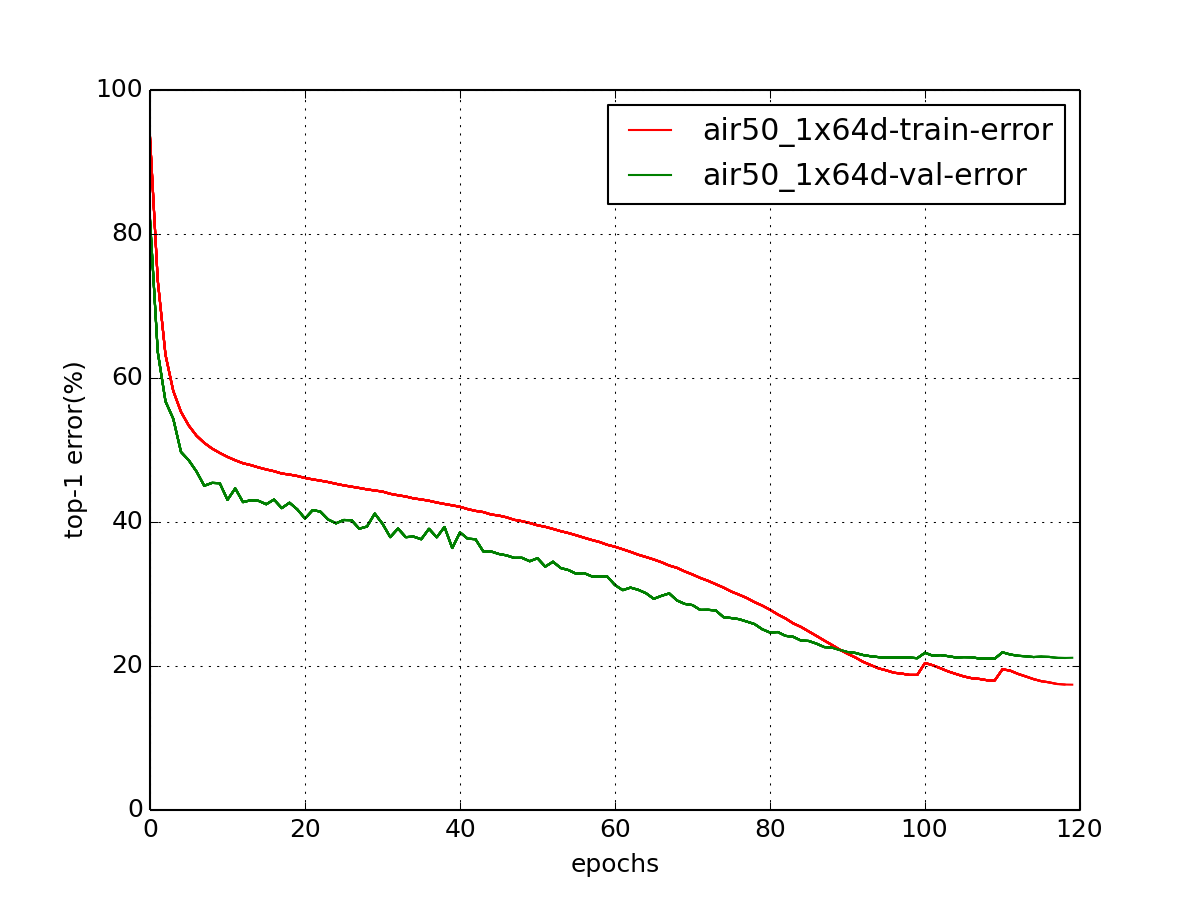 100
80
60
40
20
0
top-1 error(%)
air50_1x64d-train-error
air50_1x64d-val-error
0 20 40 60 80 100 120
epochs